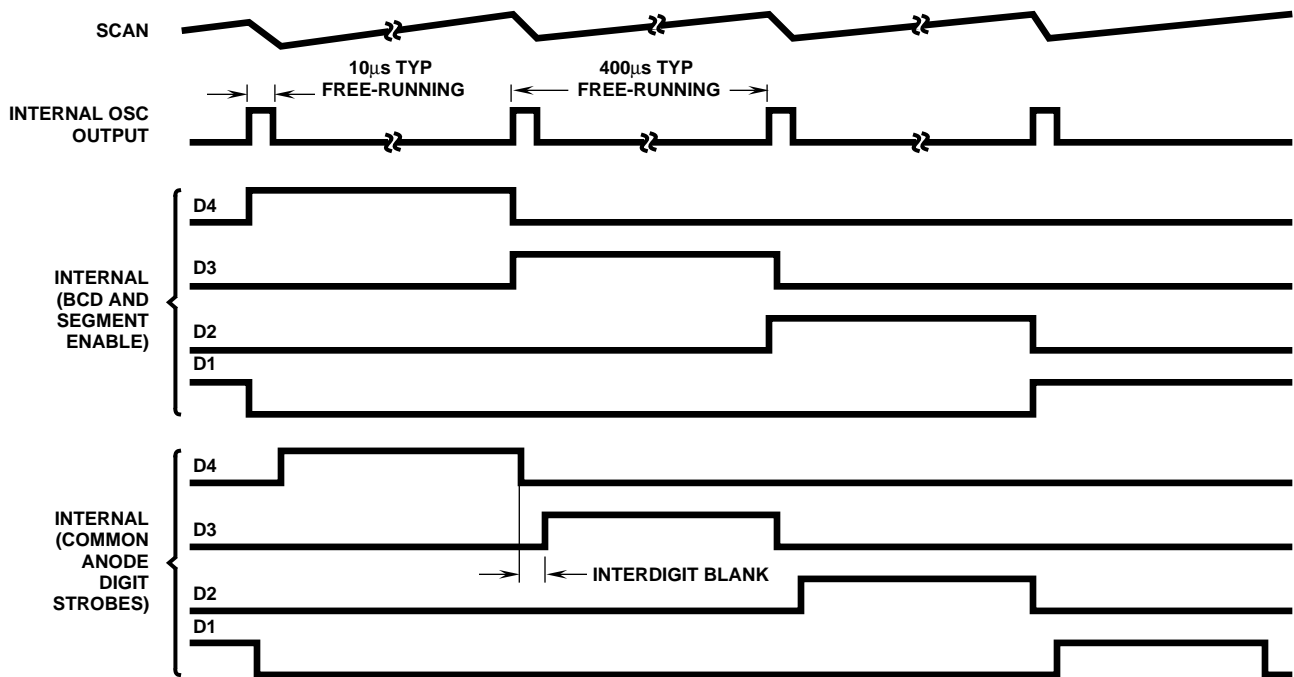 SCAN
10μs TYP
FREE-RUNNING
400μs TYP
FREE-RUNNING
INTERNAL OSC
OUTPUT
D4
D3
D2
D1
INTERNAL
(BCD AND
SEGMENT
ENABLE)
D4
D3
D2
D1
INTERNAL
(COMMON
ANODE
DIGIT
STROBES)
INTERDIGIT BLANK